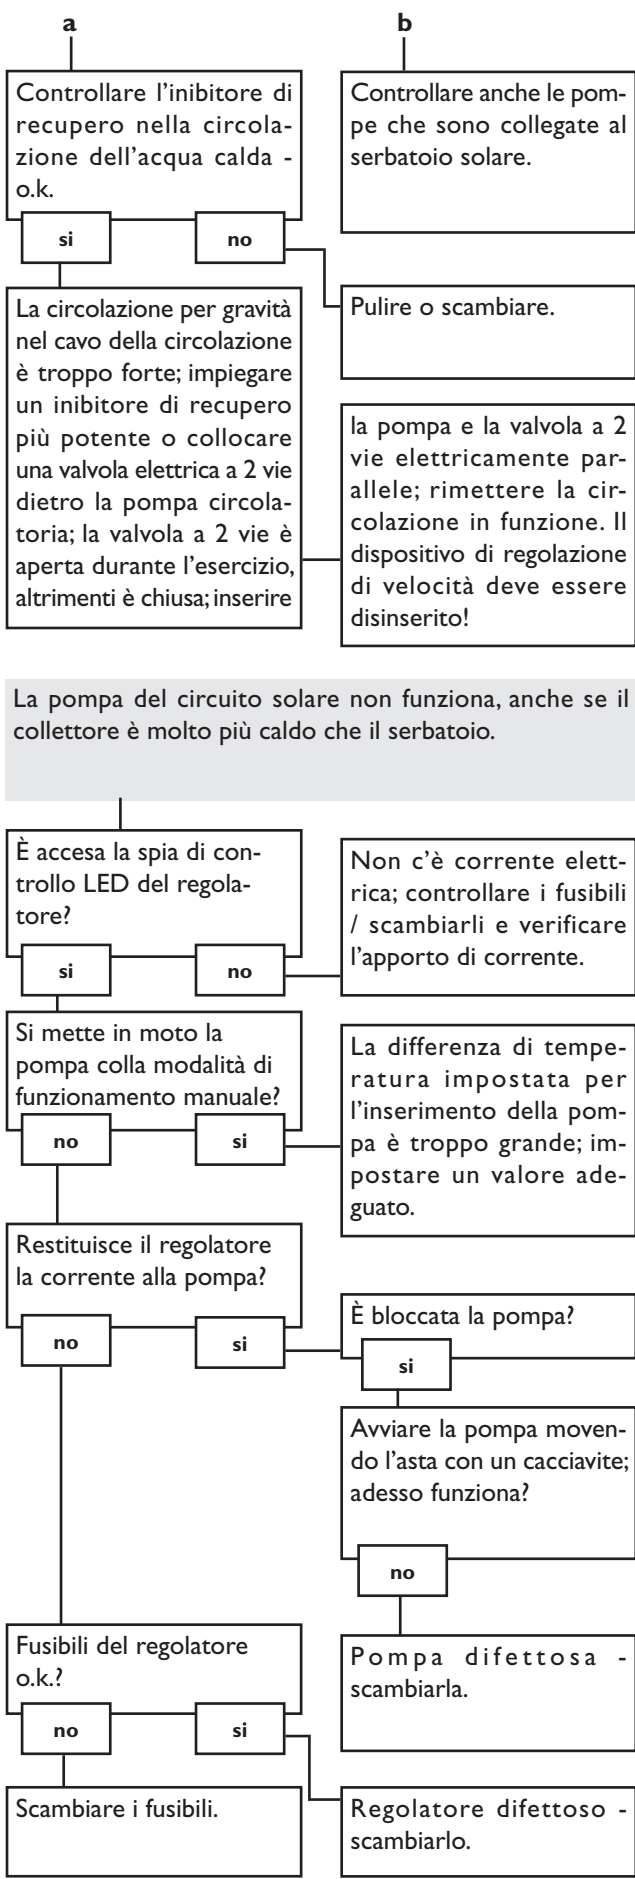 a
Controllare l'inibitore di
recupero nella circola-
zione dell'acqua calda -
o.k.
si
no
b
Controllare anche le pom-
pe che sono collegate al
serbatoio solare.
Pulire o scambiare.
La circolazione per gravità
nel cavo della circolazione
è troppo forte; impiegare
un inibitore di recupero
più potente o collocare
una valvola elettrica a 2 vie
dietro la pompa circola-
toria; la valvola a 2 vie è
aperta durante l'esercizio,
altrimenti è chiusa; inserire
la pompa e la valvola a 2
vie elettricamente par-
allele; rimettere la cir-
colazione in funzione. Il
dispositivo di regolazione
di velocità deve essere
disinserito!
La pompa del circuito solare non funziona, anche se il
collettore è molto più caldo che il serbatoio.
È accesa la spia di con-
trollo LED del regola-
tore?
si
no
Non c'è corrente elett-
rica; controllare i fusibili
/ scambiarli e verificare
l'apporto di corrente.
Si mette in moto la
pompa colla modalità di
funzionamento manuale?
no
si
La differenza di tempe-
ratura impostata per
l'inserimento della pom-
pa è troppo grande; im-
postare un valore ade-
guato.
Restituisce il regolatore
la corrente alla pompa?
no
si
È bloccata la pompa?
si
Avviare la pompa moven-
do l'asta con un cacciavite;
adesso funziona?
no
Pompa difettosa -
scambiarla.
Fusibili del regolatore
o.k.?
no
si
Scambiare i fusibili.
Regolatore difettoso -
scambiarlo.